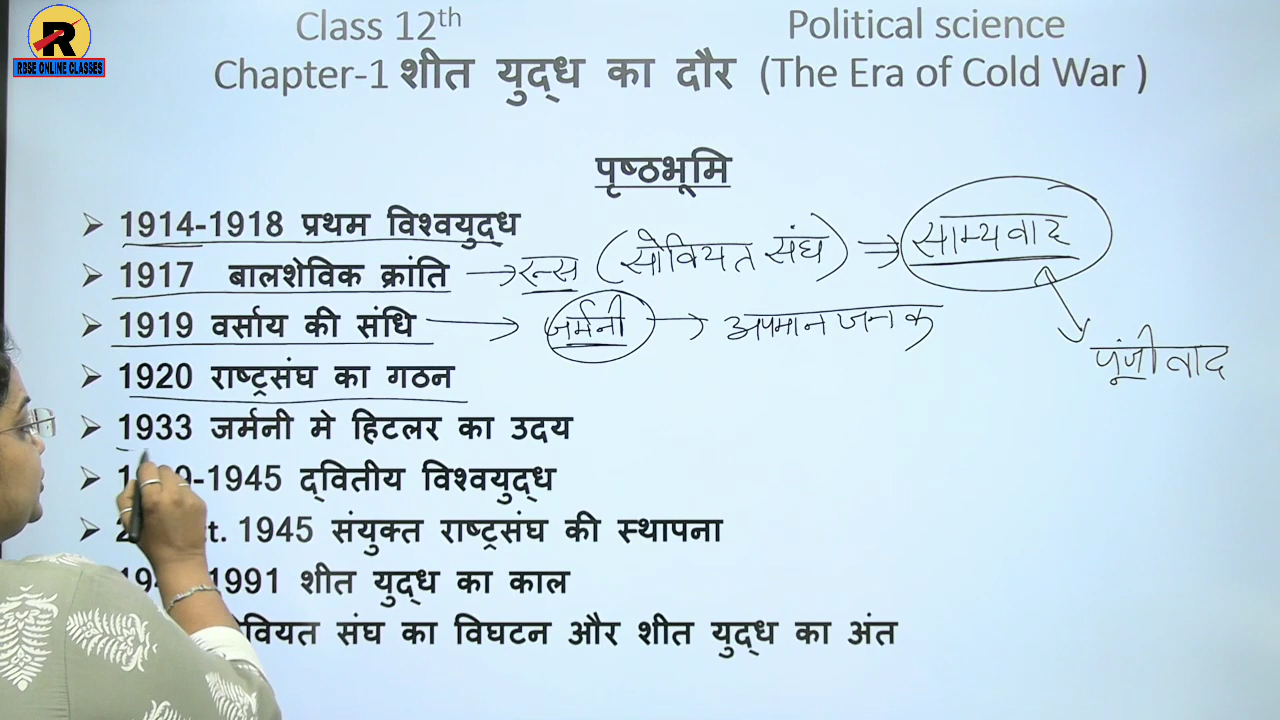 R
RBSE ONLINE CLASSES
Class 12th Political science
Chapter-1 शीत युद्ध का दौर (The Era of Cold War )
पृष्ठभूमि
➢ 1914-1918 प्रथम विश्वयुद्ध
➢ 1917 बालशेविक क्रांति → रूस (सोवियत संघ) → साम्यवाद
➢ 1919 वर्साय की संधि → जर्मनी → अपमानजनक
पूंजीवाद
➢ 1920 राष्ट्रसंघ का गठन
➢ 1933 जर्मनी मे हिटलर का उदय
➢ -1945 द्वितीय विश्वयुद्ध
➢ 1945 संयुक्त राष्ट्रसंघ की स्थापना
1991 शीत युद्ध का काल
संघ का विघटन और शीत युद्ध का अंत